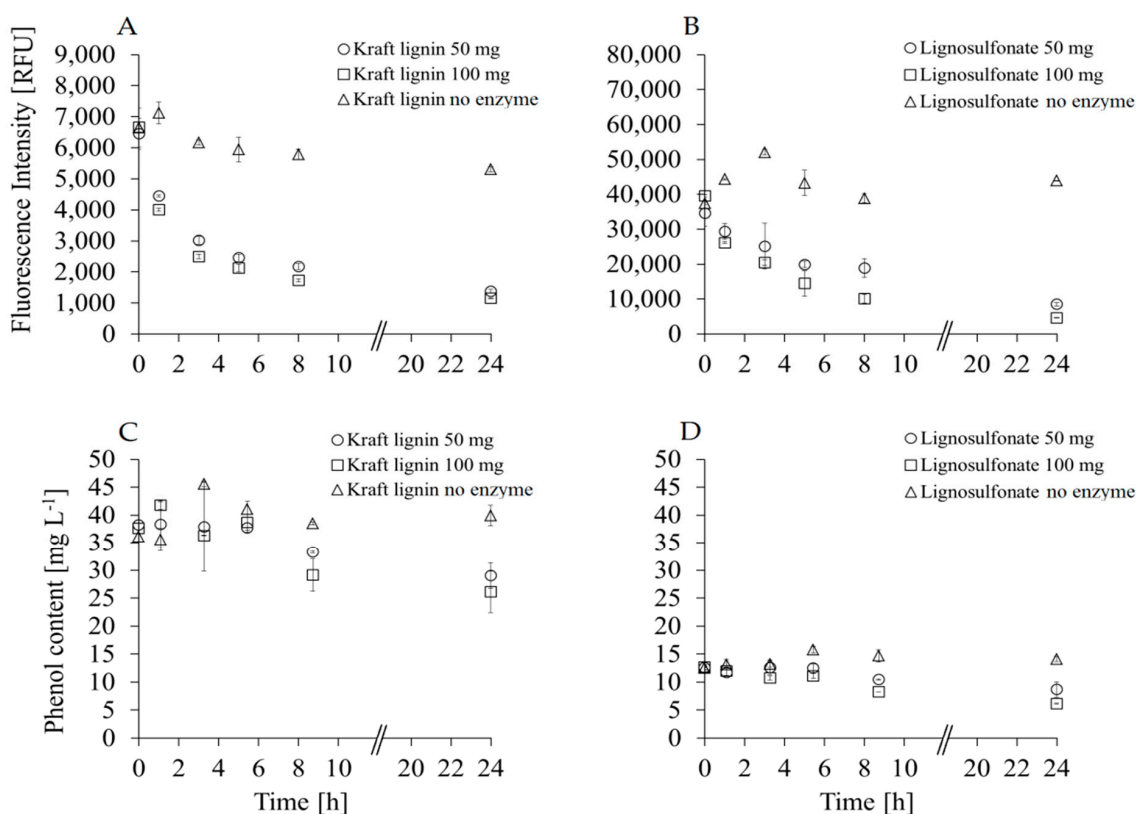 A
Kraft lignin 50 mg
Kraft lignin 100 mg
Kraft lignin no enzyme
Fluorescence Intensity [RFU]
9,000
8,000
7,000
6,000
5,000
4,000
3,000
2,000
1,000
0
0 2 4 6 8 10 20 22 24
B
Lignosulfonate 50 mg
Lignosulfonate 100 mg
Lignosulfonate no enzyme
80,000
70,000
60,000
50,000
40,000
30,000
20,000
10,000
0
0 2 4 6 8 10 20 22 24
C
Kraft lignin 50 mg
Kraft lignin 100 mg
Kraft lignin no enzyme
Phenol content [mg L-1]
50
45
40
35
30
25
20
15
10
5
0
0 2 4 6 8 10 20 22 24
Time [h]
D
Lignosulfonate 50 mg
Lignosulfonate 100 mg
Lignosulfonate no enzyme
50
45
40
35
30
25
20
15
10
5
0
0 2 4 6 8 10 20 22 24
Time [h]